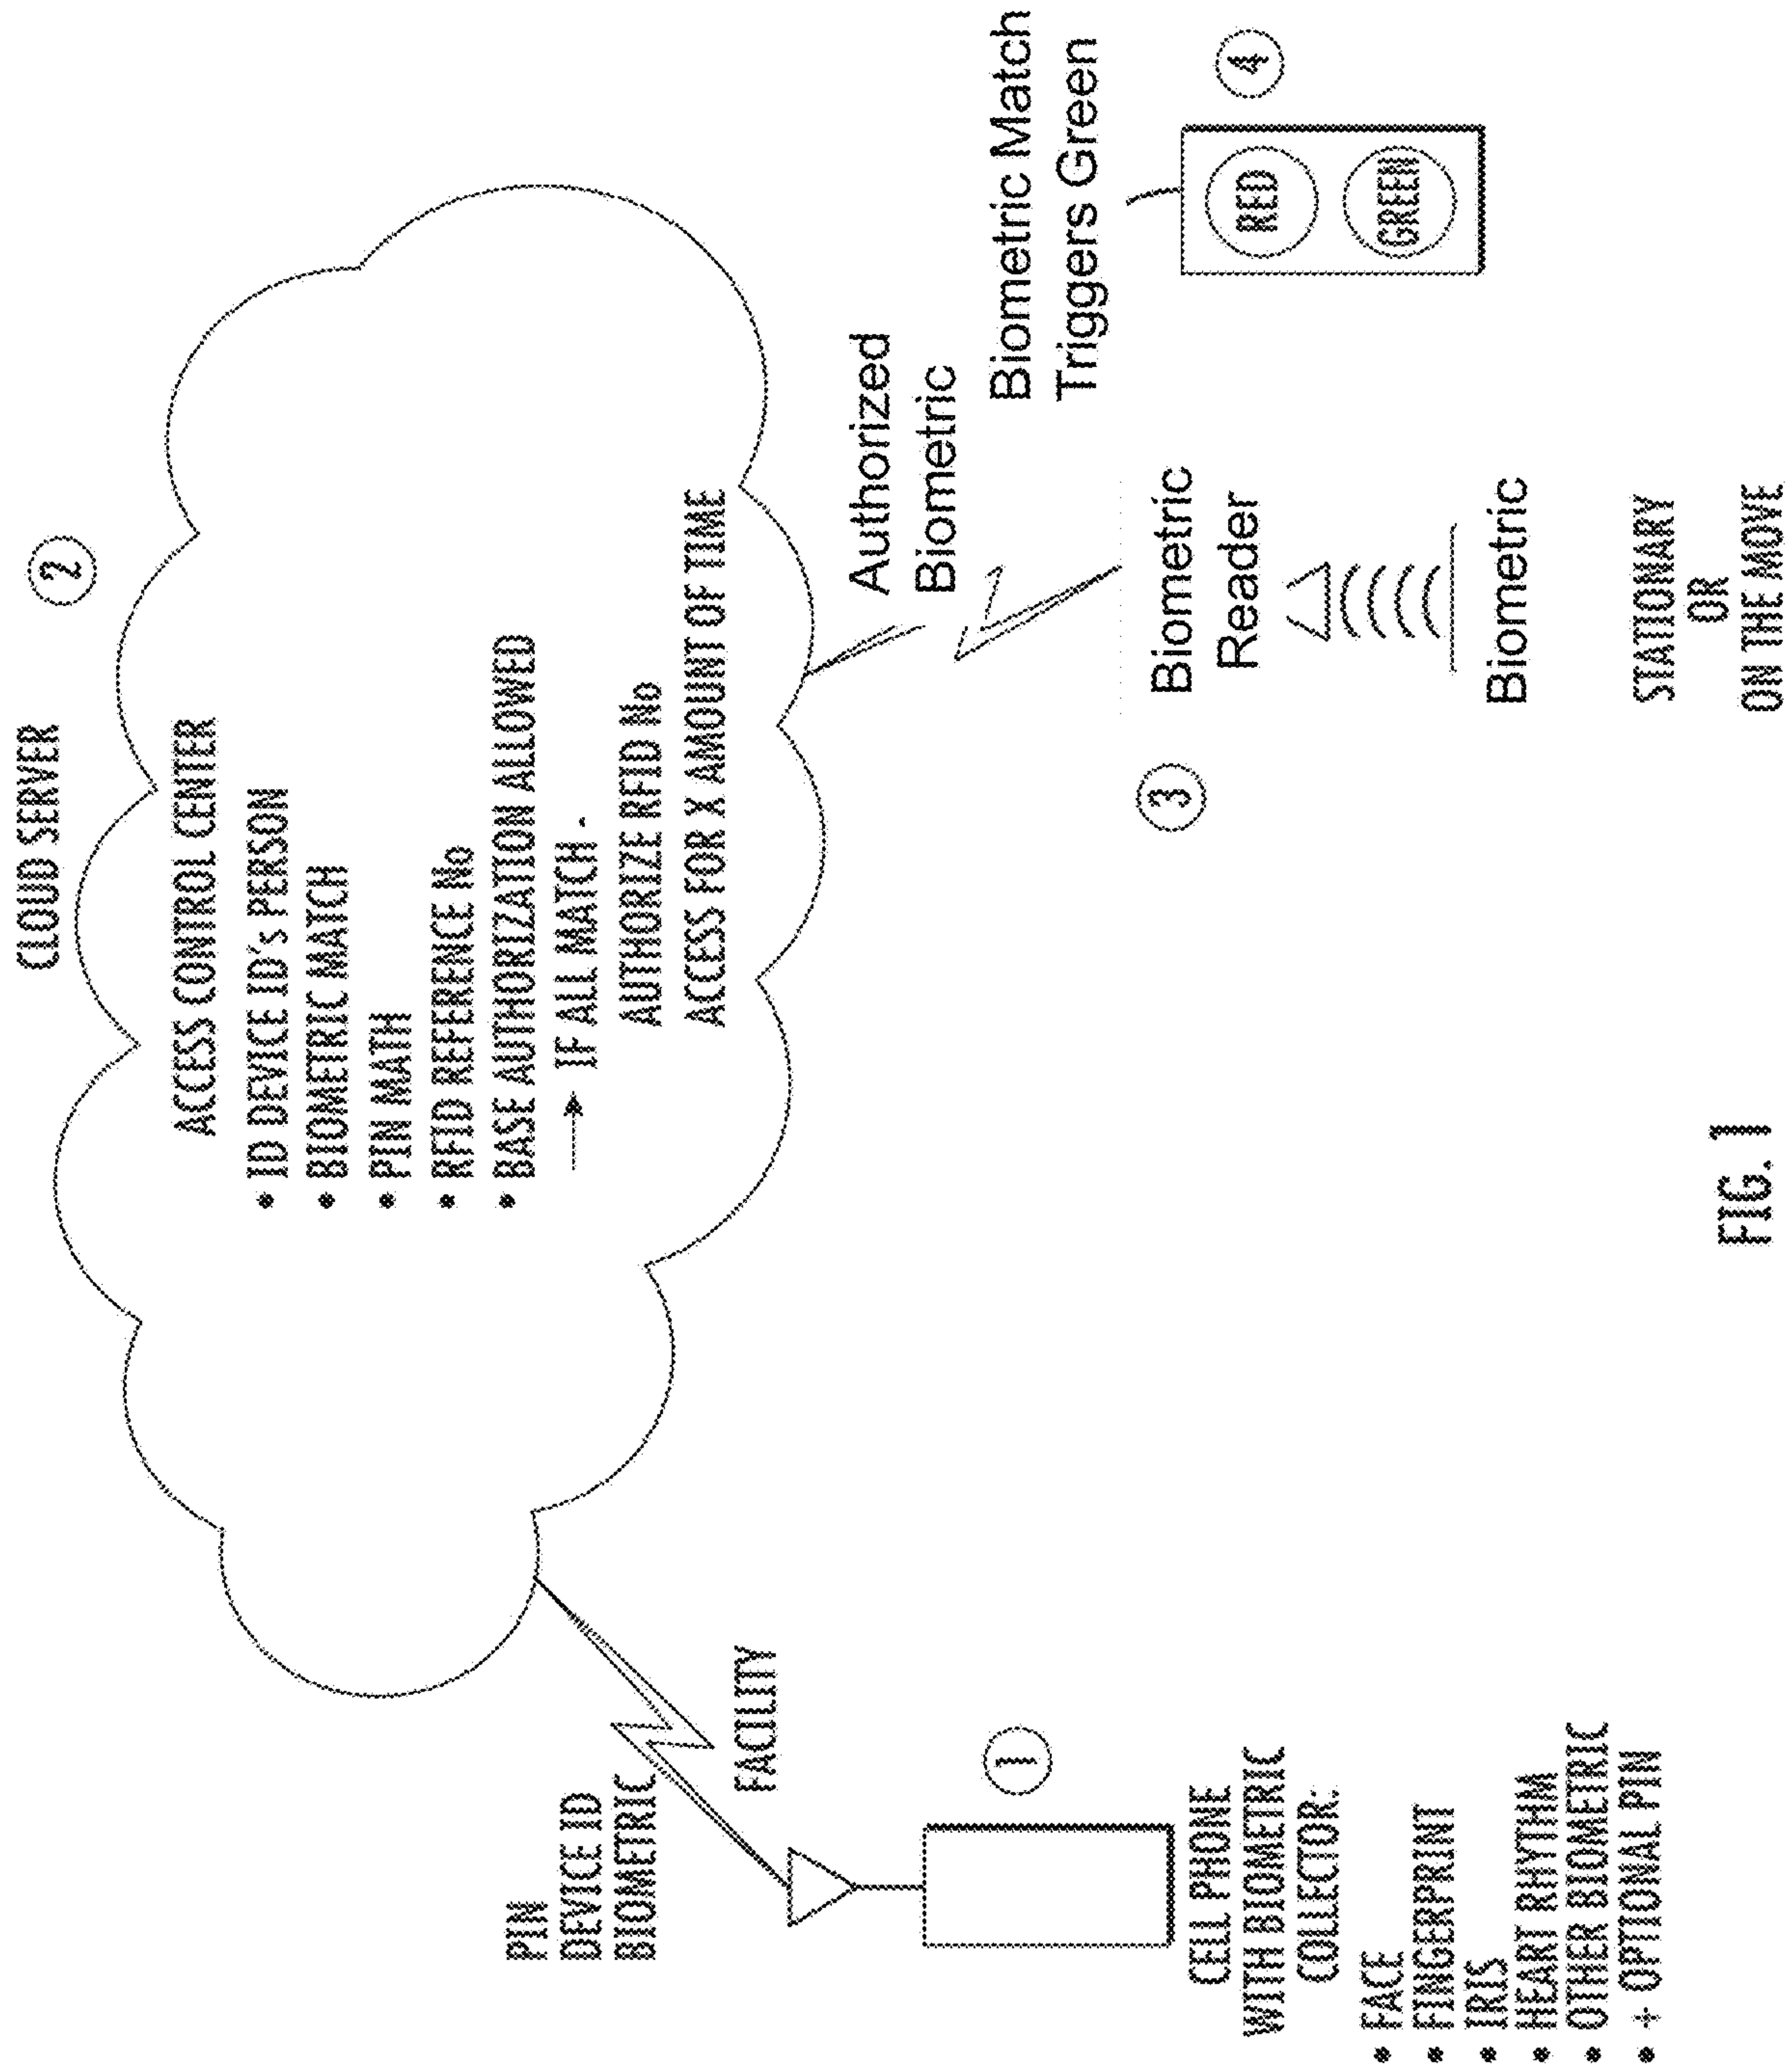 CLOUD SERVER
2
ACCESS CONTROL CENTER
• ID DEVICE ID's PERSON
• BIOMETRIC MATCH
• PIN MATH
• RFID REFERENCE No
• BASE AUTHORIZATION ALLOWED
→ IF ALL MATCH -
AUTHORIZE RFID No
ACCESS FOR X AMOUNT OF TIME
PIN
DEVICE ID
BIOMETRIC
FACILITY
1
CELL PHONE
WITH BIOMETRIC
COLLECTOR:
• FACE
• FINGERPRINT
• IRIS
• HEART RHYTHM
• OTHER BIOMETRIC
• + OPTIONAL PIN
Authorized
Biometric
3
Biometric
Reader
Biometric
STATIONARY
OR
ON THE MOVE
Biometric Match
Triggers Green
4
RED
GREEN
FIG. 1